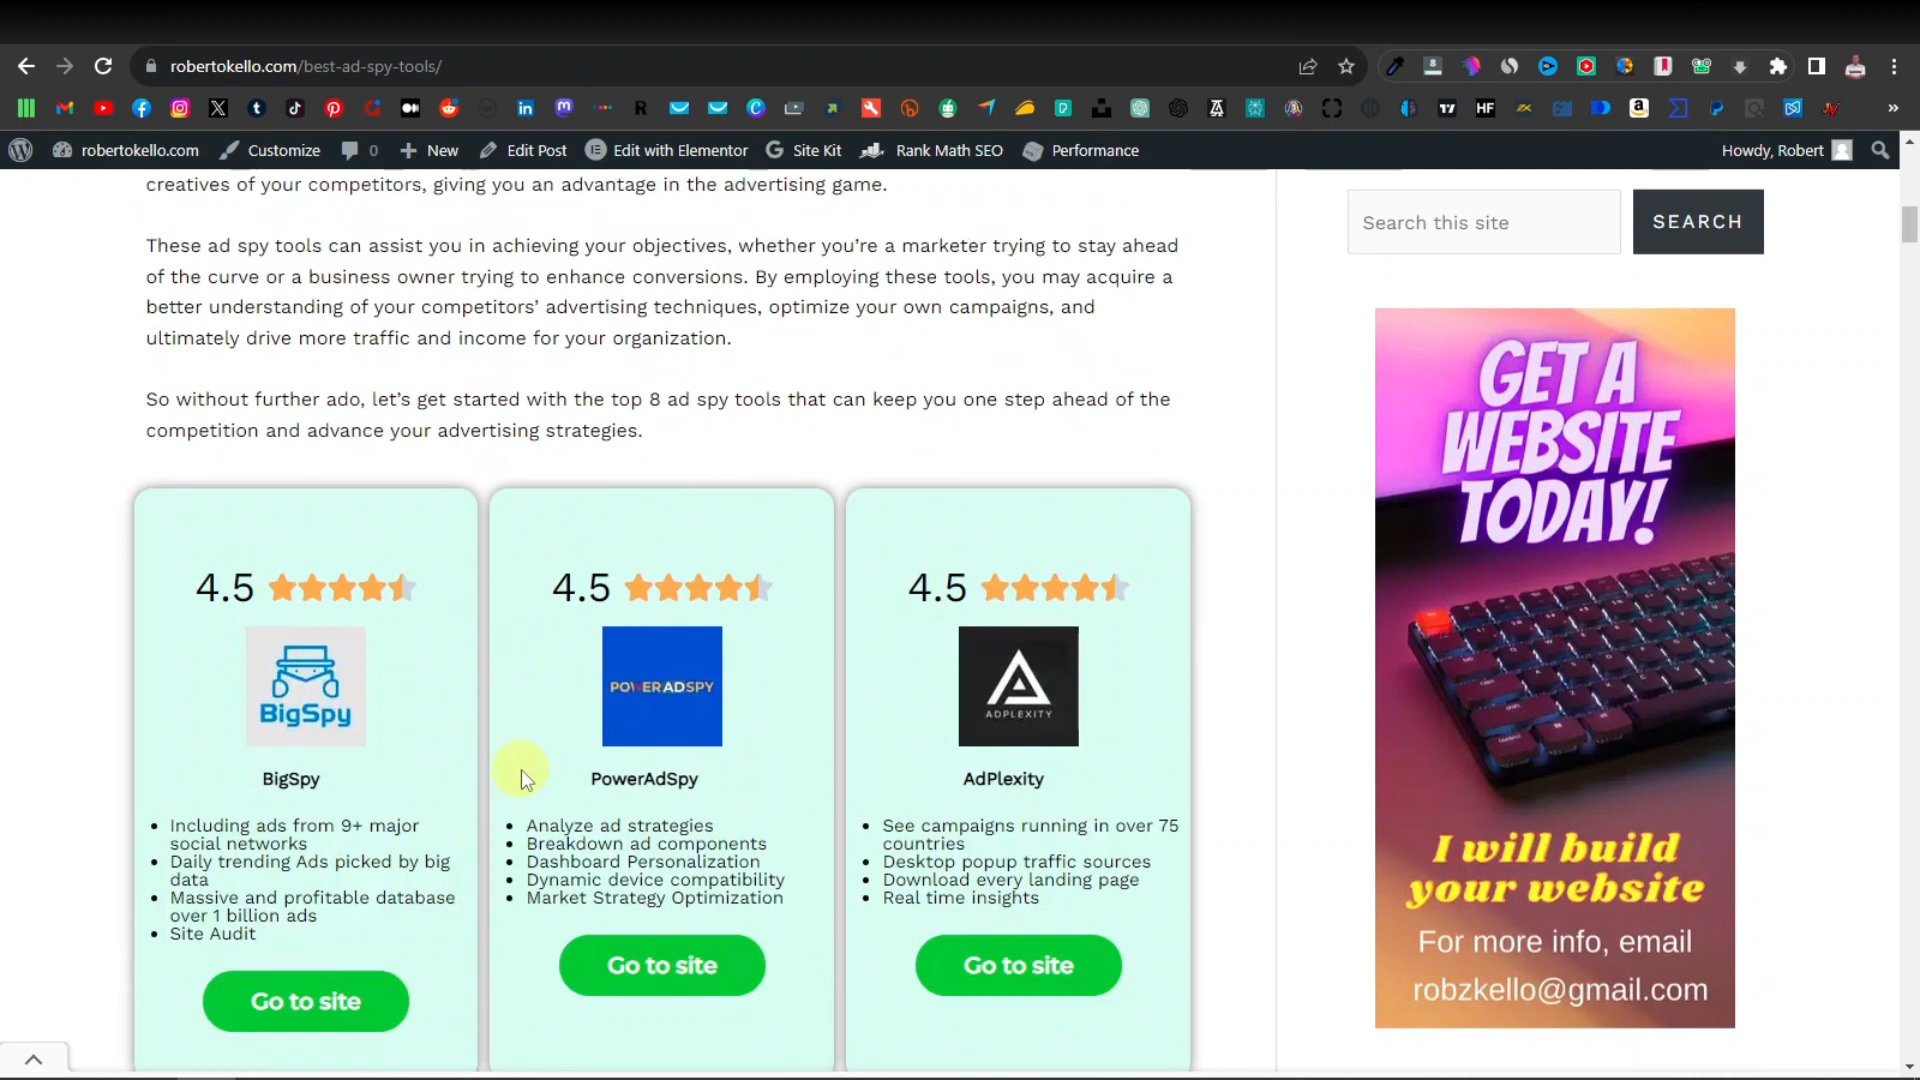 robertokello.com/best-ad-spy-tools/
robertokello.com
Customize
0
New
Edit Post
Edit with Elementor
Site Kit
Rank Math SEO
Performance
Howdy, Robert
creatives of your competitors, giving you an advantage in the advertising game.
These ad spy tools can assist you in achieving your objectives, whether you’re a marketer trying to stay ahead
of the curve or a business owner trying to enhance conversions. By employing these tools, you may acquire a
better understanding of your competitors’ advertising techniques, optimize your own campaigns, and
ultimately drive more traffic and income for your organization.
So without further ado, let’s get started with the top 8 ad spy tools that can keep you one step ahead of the
competition and advance your advertising strategies.
4.5
BigSpy
BigSpy
Including ads from 9+ major
social networks
Daily trending Ads picked by big
data
Massive and profitable database
over 1 billion ads
Site Audit
Go to site
4.5
POWERADSPY
PowerAdSpy
Analyze ad strategies
Breakdown ad components
Dashboard Personalization
Dynamic device compatibility
Market Strategy Optimization
Go to site
4.5
ADPLEXITY
AdPlexity
See campaigns running in over 75
countries
Desktop popup traffic sources
Download every landing page
Real time insights
Go to site
Search this site
SEARCH
GET A
WEBSITE
TODAY!
I will build
your website
For more info, email
robzkello@gmail.com